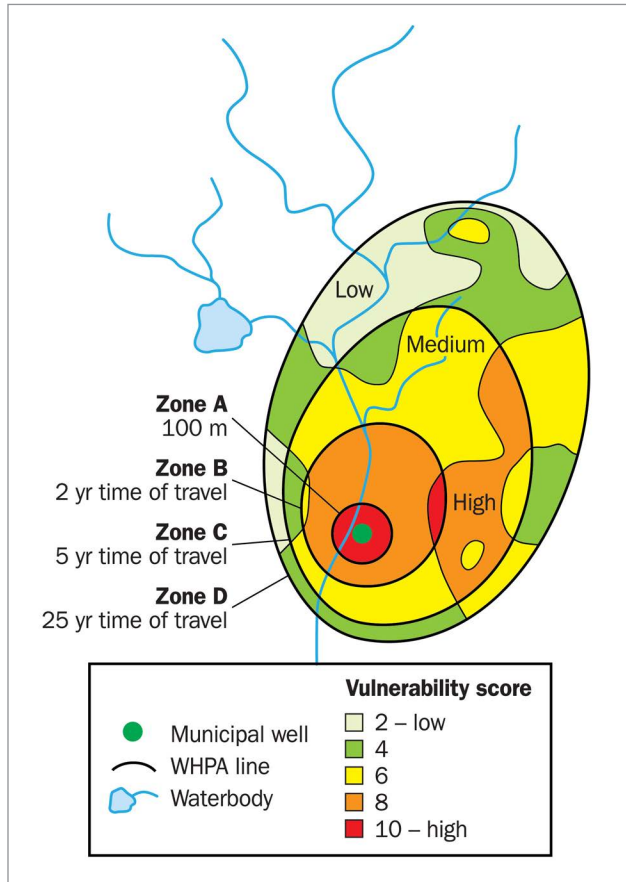 Low
Medium
Zone A
100 m
Zone B
2 yr time of travel
High
Zone C
5 yr time of travel
Zone D
25 yr time of travel
Vulnerability score
Municipal well
WHPA line
Waterbody
2 – low
4
6
8
10 – high